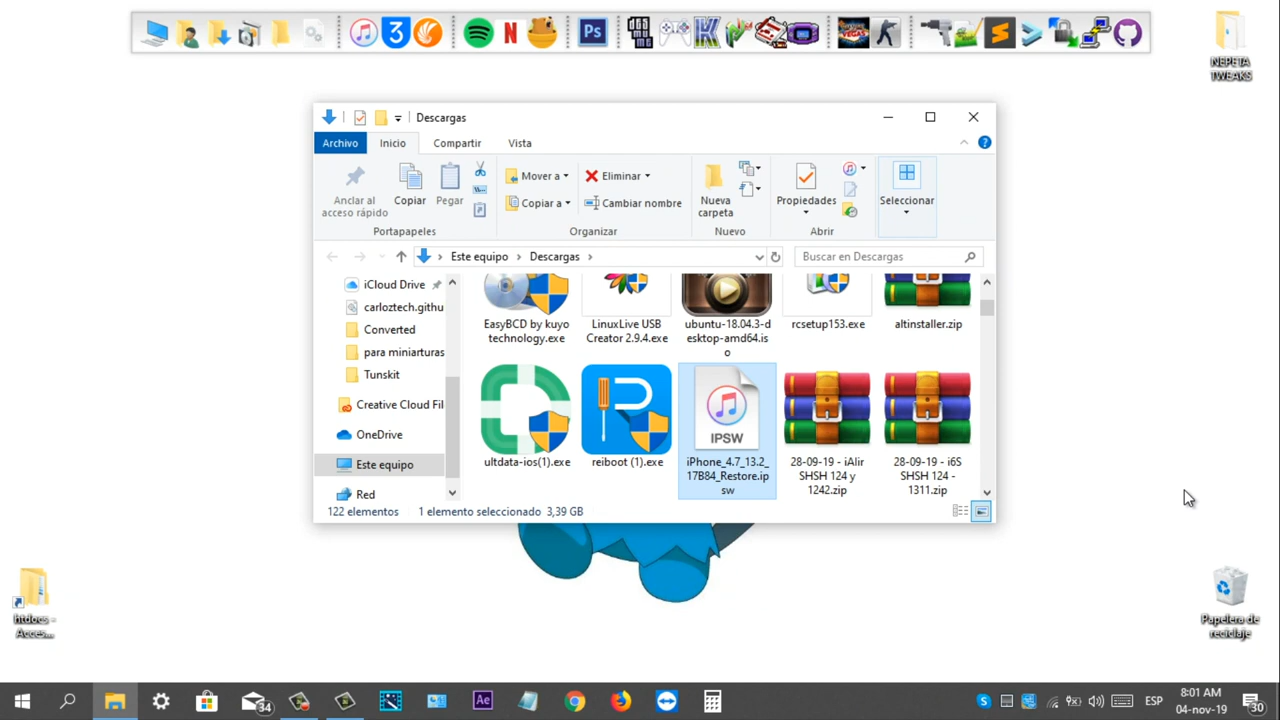 3
N
Ps
NEPETA
TWEAKS
Descargas
Archivo
Inicio
Compartir
Vista
Anclar al
acceso rápido
Copiar
Pegar
Mover a
Copiar a
Eliminar
Cambiar nombre
Nueva
carpeta
Propiedades
Seleccionar
Portapapeles
Organizar
Nuevo
Abrir
Este equipo
Descargas
Buscar en Descargas
iCloud Drive
carloztech.githu
Converted
para miniaturas
Tunskit
Creative Cloud Fil
OneDrive
Este equipo
Red
EasyBCD by kuyo
technology.exe
LinuxLive USB
Creator 2.9.4.exe
ubuntu-18.04.3-d
esktop-amd64.is
o
rcsetup153.exe
altinstaller.zip
ultdata-ios(1).exe
reiboot (1).exe
IPSW
iPhone_4.7_13.2_
17B84_Restore.ip
sw
28-09-19 - iAlir
SHSH 124 y
1242.zip
28-09-19 - i6S
SHSH 124 -
1311.zip
122 elementos
1 elemento seleccionado 3,39 GB
htdocs -
Acces...
Papelera de
reciclaje
34
Ae
ESP
8:01 AM
04-nov-19
30